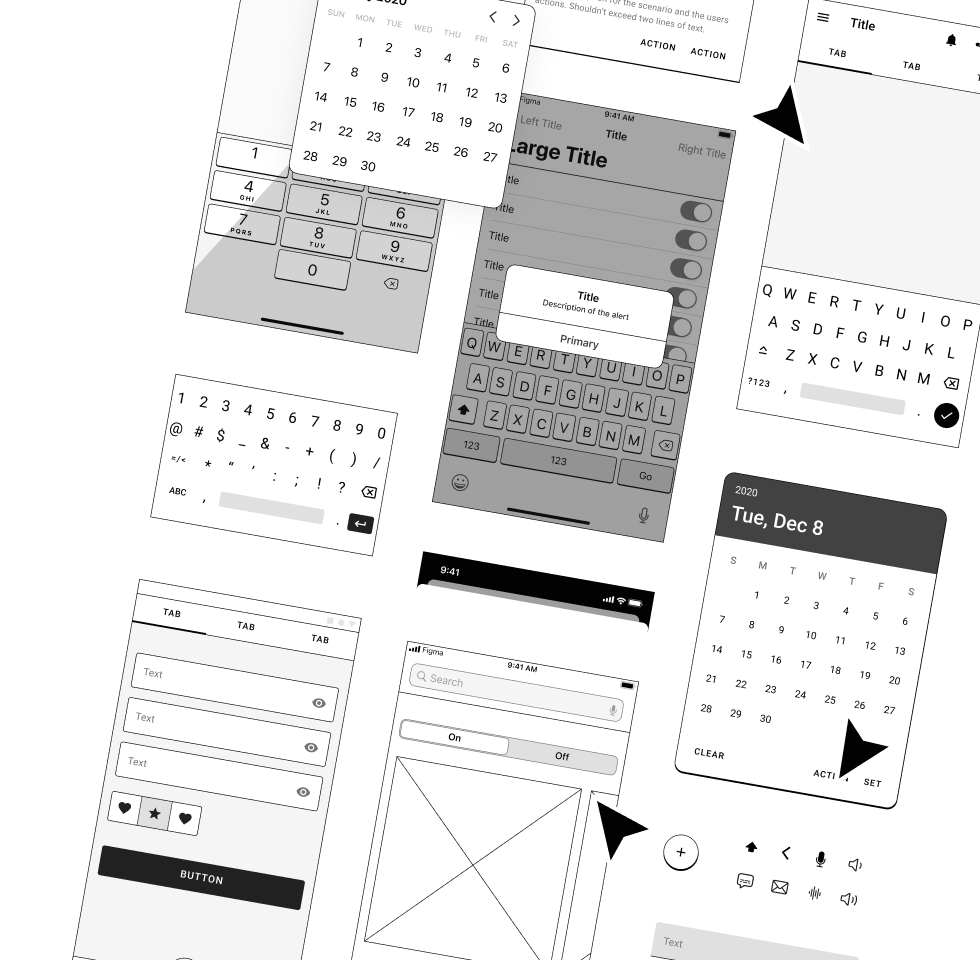 2020
SUN MON TUE WED THU FRI SAT
1 2 3 4 5 6
7 8 9 10 11 12 13
14 15 16 17 18 19 20
21 22 23 24 25 26 27
28 29 30
1
4 GHI 5 JKL 6 MNO
7 PQRS 8 TUV 9 WXYZ
0
for the scenario and the users
actions. Shouldn't exceed two lines of text.
ACTION ACTION
Title
TAB TAB
Figma 9:41 AM
Left Title Title Right Title
Large Title
Title
Title
Title
Title
Title
Title
Description of the alert
Primary
Q W E R T Y U I O P
A S D F G H J K L
Z X C V B N M
123 123 Go
Q W E R T Y U I O P
A S D F G H J K L
Z X C V B N M
?123 , .
1 2 3 4 5 6 7 8 9 0
@ # $ _ & - + ( ) /
=/< * “ ‘ : ; ! ?
ABC , .
2020
Tue, Dec 8
S M T W T F S
1 2 3 4 5 6
7 8 9 10 11 12 13
14 15 16 17 18 19 20
21 22 23 24 25 26 27
28 29 30
CLEAR SET
9:41
TAB TAB TAB
Text
Text
Text
BUTTON
Figma 9:41 AM
Search
On Off
Text